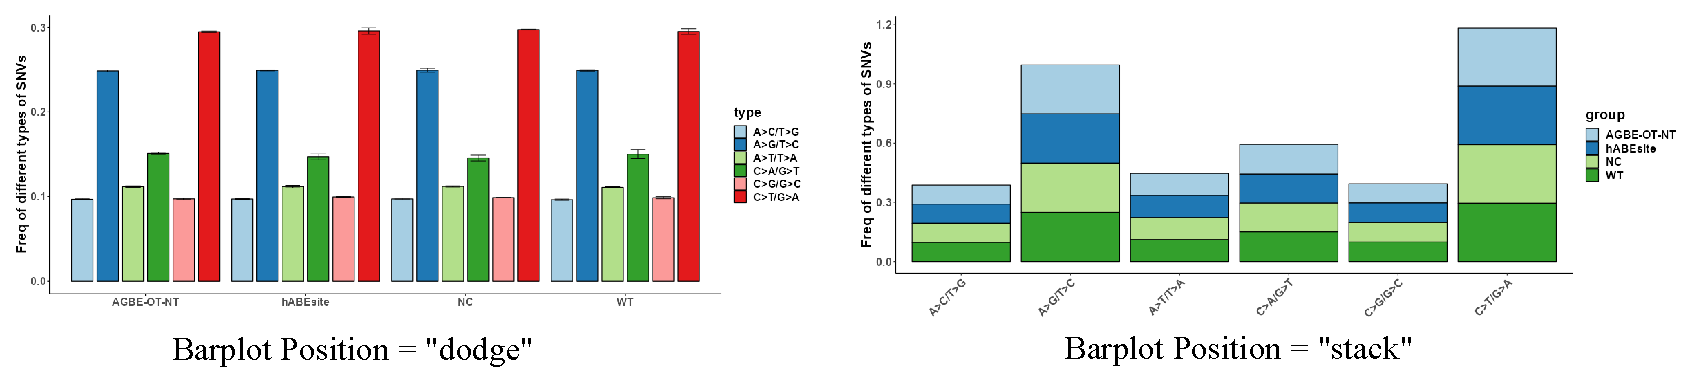 Freq of different types of SNVs
0.3
0.2
0.1
0.0
AGBE-OT-NT
hABEsite
NC
WT
type
A>C/T>G
A>G/T>C
A>T/T>A
C>A/G>T
C>G/G>C
C>T/G>A
Barplot Position = "dodge"
Freq of different types of SNVs
1.2
0.9
0.6
0.3
0.0
A>C/T>G
A>G/T>C
A>T/T>A
C>A/G>T
C>G/G>C
C>T/G>A
group
AGBE-OT-NT
hABEsite
NC
WT
Barplot Position = "stack"